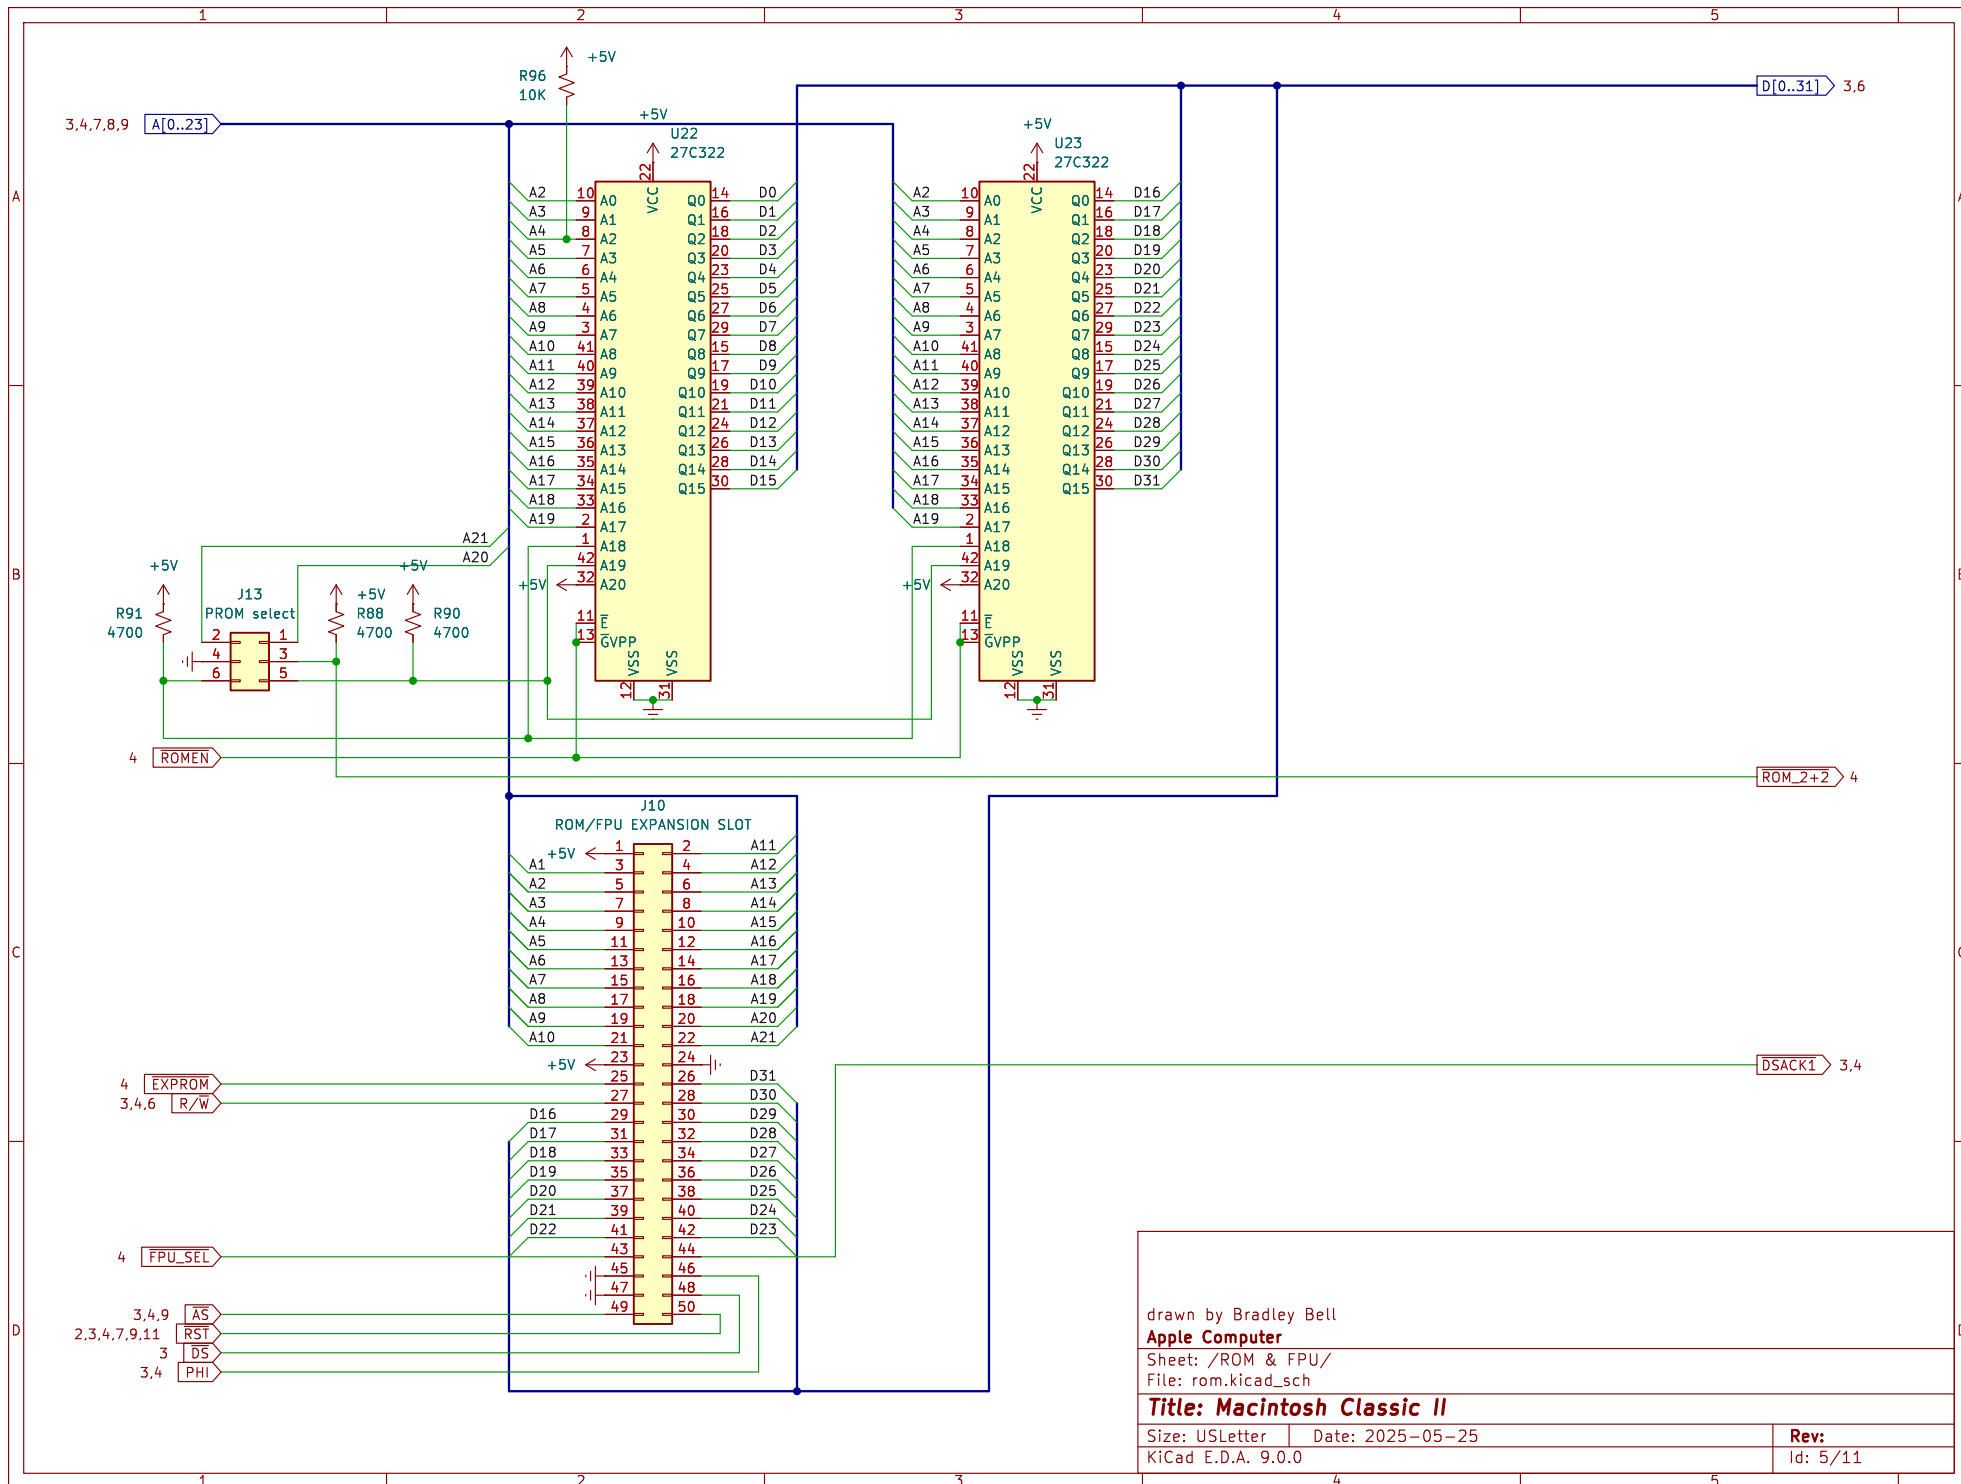 1 2 3 4 5
+5V
R96
10K
D[0..31] 3,6
3,4,7,8,9 A[0..23]
+5V
U22
27C322
+5V
U23
27C322
22 VCC
22 VCC
A
A2 10 A0 Q0 14 D0
A3 9 A1 Q1 16 D1
A4 8 A2 Q2 18 D2
A5 7 A3 Q3 20 D3
A6 6 A4 Q4 23 D4
A7 5 A5 Q5 25 D5
A8 4 A6 Q6 27 D6
A9 3 A7 Q7 29 D7
A10 41 A8 Q8 15 D8
A11 40 A9 Q9 17 D9
A12 39 A10 Q10 19 D10
A13 38 A11 Q11 21 D11
A14 37 A12 Q12 24 D12
A15 36 A13 Q13 26 D13
A16 35 A14 Q14 28 D14
A17 34 A15 Q15 30 D15
A18 33 A16
A19 2 A17
1 A18
42 A19
+5V 32 A20
11 E
13 GVPP
VSS VSS
12 31
A2 10 A0 Q0 14 D16
A3 9 A1 Q1 16 D17
A4 8 A2 Q2 18 D18
A5 7 A3 Q3 20 D19
A6 6 A4 Q4 23 D20
A7 5 A5 Q5 25 D21
A8 4 A6 Q6 27 D22
A9 3 A7 Q7 29 D23
A10 41 A8 Q8 15 D24
A11 40 A9 Q9 17 D25
A12 39 A10 Q10 19 D26
A13 38 A11 Q11 21 D27
A14 37 A12 Q12 24 D28
A15 36 A13 Q13 26 D29
A16 35 A14 Q14 28 D30
A17 34 A15 Q15 30 D31
A18 33 A16
A19 2 A17
1 A18
42 A19
+5V 32 A20
11 E
13 GVPP
VSS VSS
12 31
A21
A20
B
+5V
R91
4700
J13
PROM select
2 1
4 3
6 5
+5V
R88
4700
+5V
R90
4700
4 ROMEN
ROM_2+2 4
J10
ROM/FPU EXPANSION SLOT
C
+5V 1 2 A11
A1 3 4 A12
A2 5 6 A13
A3 7 8 A14
A4 9 10 A15
A5 11 12 A16
A6 13 14 A17
A7 15 16 A18
A8 17 18 A19
A9 19 20 A20
A10 21 22 A21
+5V 23 24
4 EXPROM 25 26 D31
3,4,6 R/W 27 28 D30
D16 29 30 D29
D17 31 32 D28
D18 33 34 D27
D19 35 36 D26
D20 37 38 D25
D21 39 40 D24
D22 41 42 D23
4 FPU_SEL 43 44
45 46
47 48
49 50
DSACK1 3,4
D
3,4,9 AS
2,3,4,7,9,11 RST
3 DS
3,4 PHI
drawn by Bradley Bell
Apple Computer
Sheet: /ROM & FPU/
File: rom.kicad_sch
Title: Macintosh Classic II
Size: USLetter Date: 2025-05-25 Rev:
KiCad E.D.A. 9.0.0 Id: 5/11
1 2 3 4 5